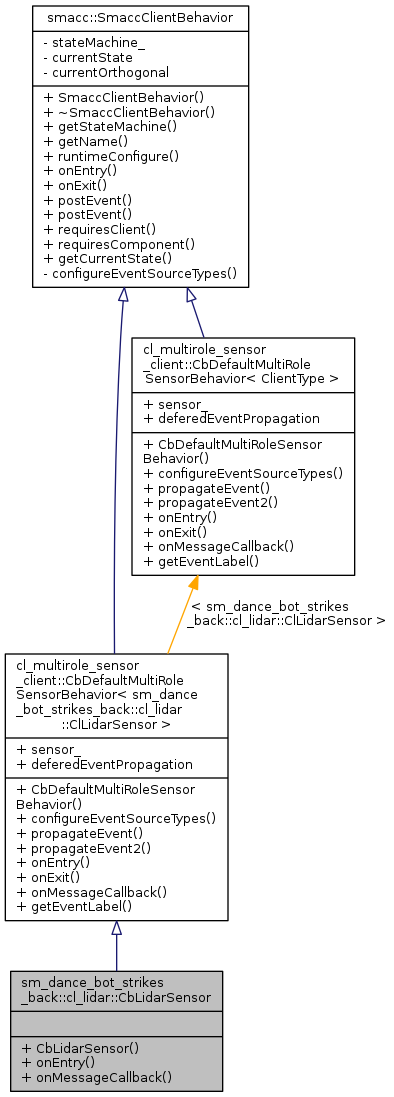 smacc::SmaccClientBehavior
- stateMachine_
- currentState
- currentOrthogonal
+ SmaccClientBehavior()
+ ~SmaccClientBehavior()
+ getStateMachine()
+ getName()
+ runtimeConfigure()
+ onEntry()
+ onExit()
+ postEvent()
+ postEvent()
+ requiresClient()
+ requiresComponent()
+ getCurrentState()
- configureEventSourceTypes()
cl_multirole_sensor
_client::CbDefaultMultiRole
SensorBehavior< ClientType >
+ sensor_
+ deferedEventPropagation
+ CbDefaultMultiRoleSensor
Behavior()
+ configureEventSourceTypes()
+ propagateEvent()
+ propagateEvent2()
+ onEntry()
+ onExit()
+ onMessageCallback()
+ getEventLabel()
< sm_dance_bot_strikes
_back::cl_lidar::ClLidarSensor >
cl_multirole_sensor
_client::CbDefaultMultiRole
SensorBehavior< sm_dance
_bot_strikes_back::cl_lidar
::ClLidarSensor >
+ sensor_
+ deferedEventPropagation
+ CbDefaultMultiRoleSensor
Behavior()
+ configureEventSourceTypes()
+ propagateEvent()
+ propagateEvent2()
+ onEntry()
+ onExit()
+ onMessageCallback()
+ getEventLabel()
sm_dance_bot_strikes
_back::cl_lidar::CbLidarSensor
+ CbLidarSensor()
+ onEntry()
+ onMessageCallback()